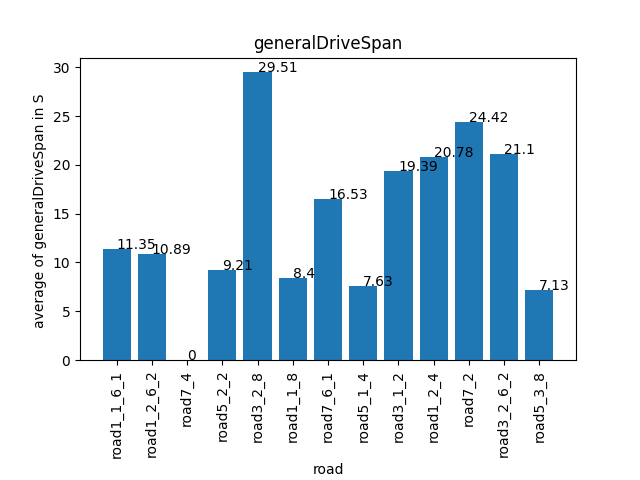 generalDriveSpan
average of generalDriveSpan in S
30
25
20
15
10
5
0
11.35
10.89
0
9.21
29.51
8.4
16.53
7.63
19.39
20.78
24.42
21.1
7.13
road1_1_6_1
road1_2_6_2
road7_4
road5_2_2
road3_2_8
road1_1_8
road7_6_1
road5_1_4
road3_1_2
road1_2_4
road7_2
road3_2_6_2
road5_3_8
road